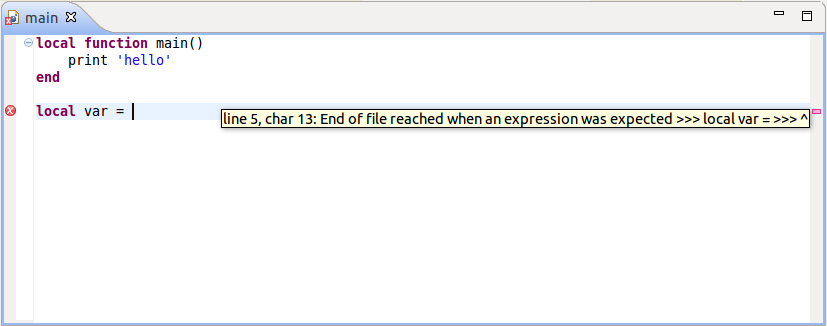 main
local function main()
    print 'hello'
end
local var =
line 5, char 13: End of file reached when an expression was expected >>> local var = >>> ^